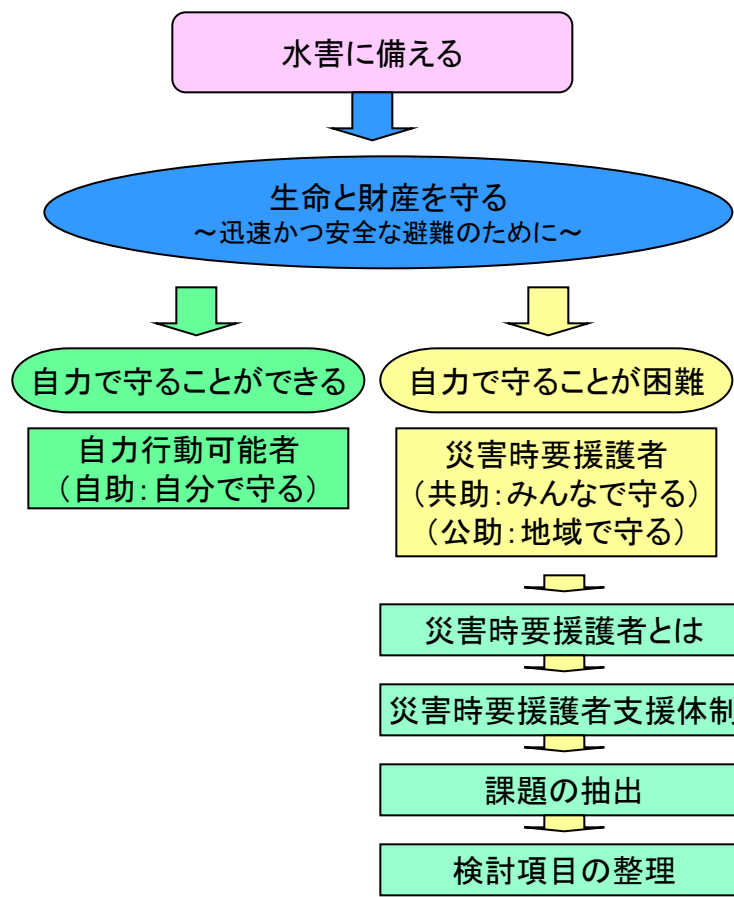 水害に備える
生命と財産を守る
～迅速かつ安全な避難のために～
自力で守ることができる
自力行動可能者
（自助：自分で守る）
自力で守ることが困難
災害時要援護者
（共助：みんなで守る）
（公助：地域で守る）
災害時要援護者とは
災害時要援護者支援体制
課題の抽出
検討項目の整理